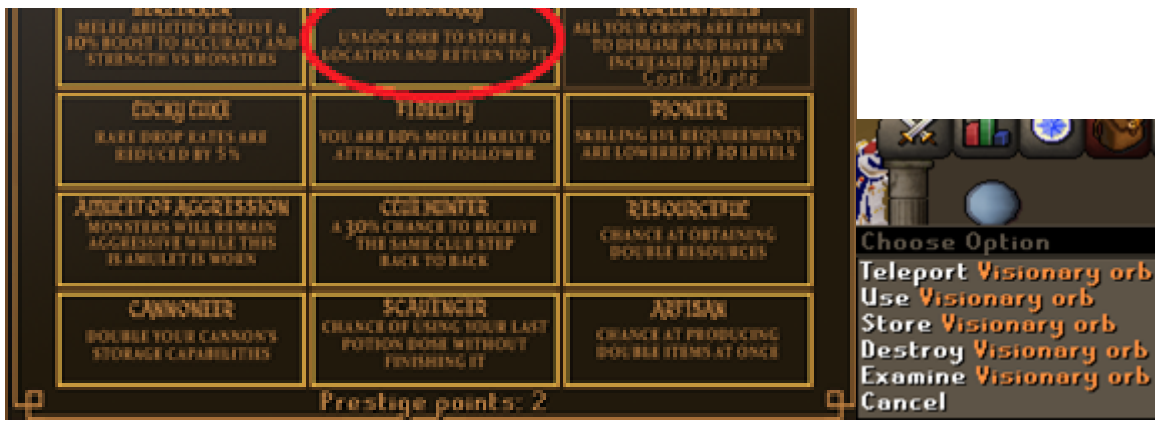 MELEE ABILITIES RECEIVE A
10% BOOST TO ACCURACY AND
STRENGTH VS MONSTERS
VISIONARY
UNLOCK ORB TO STORE A
LOCATION AND RETURN TO IT
ALL YOUR CROPS ARE IMMUNE
TO DISEASE AND HAVE AN
INCREASED HARVEST
Cost: 50 pts
LUCKY
RARE DROP RATES ARE
REDUCED BY 5%
FIDELITY
YOU ARE 10% MORE LIKELY TO
ATTRACT A PET FOLLOWER
PIONEER
SKILLING LVL REQUIREMENTS
ARE LOWERED BY 10 LEVELS
AMULET OF AGGRESSION
MONSTERS WILL REMAIN
AGGRESSIVE WHILE THIS
IS AMULET IS WORN
CLUE HUNTER
A 30% CHANCE TO RECEIVE
THE SAME CLUE STEP
BACK TO BACK
RESOURCEFUL
CHANCE AT OBTAINING
DOUBLE RESOURCES
CANNONEER
DOUBLE YOUR CANNON'S
STORAGE CAPABILITIES
SCAVENGER
CHANCE OF USING YOUR LAST
POTION DOSE WITHOUT
FINISHING IT
ARTISAN
CHANCE AT PRODUCING
DOUBLE ITEMS AT ONCE
Prestige points: 2
Choose Option
Teleport Visionary orb
Use Visionary orb
Store Visionary orb
Destroy Visionary orb
Examine Visionary orb
Cancel